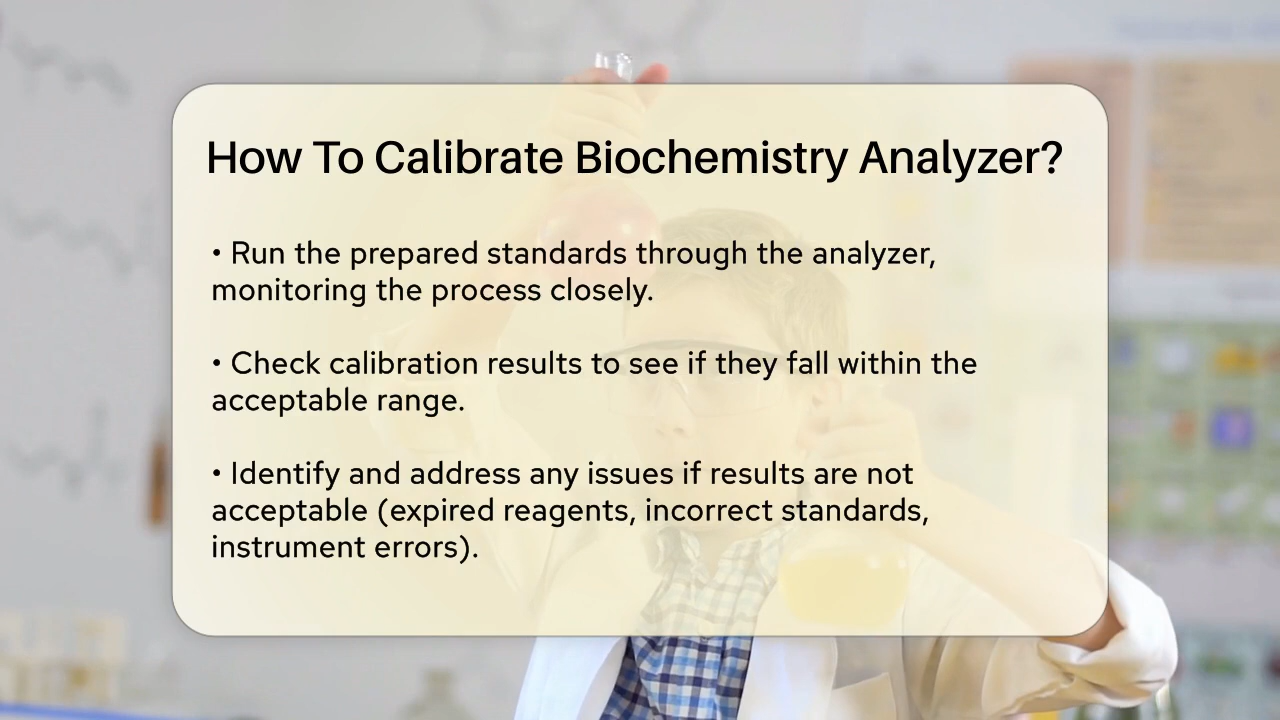 How To Calibrate Biochemistry Analyzer?
• Run the prepared standards through the analyzer,
monitoring the process closely.
• Check calibration results to see if they fall within the
acceptable range.
• Identify and address any issues if results are not
acceptable (expired reagents, incorrect standards,
instrument errors).